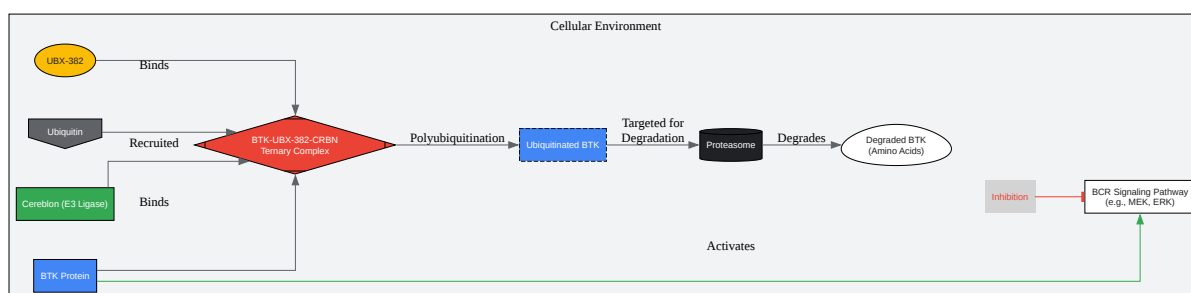 Cellular Environment
UBX-382
Binds
Ubiquitin
Recruited
BTK-UBX-382-CRBN
Ternary Complex
Polyubiquitination
Ubiquitinated BTK
Targeted for
Degradation
Proteasome
Degrades
Degraded BTK
(Amino Acids)
Cereblon (E3 Ligase)
Binds
Inhibition
BCR Signaling Pathway
(e.g., MEK, ERK)
Activates
BTK Protein